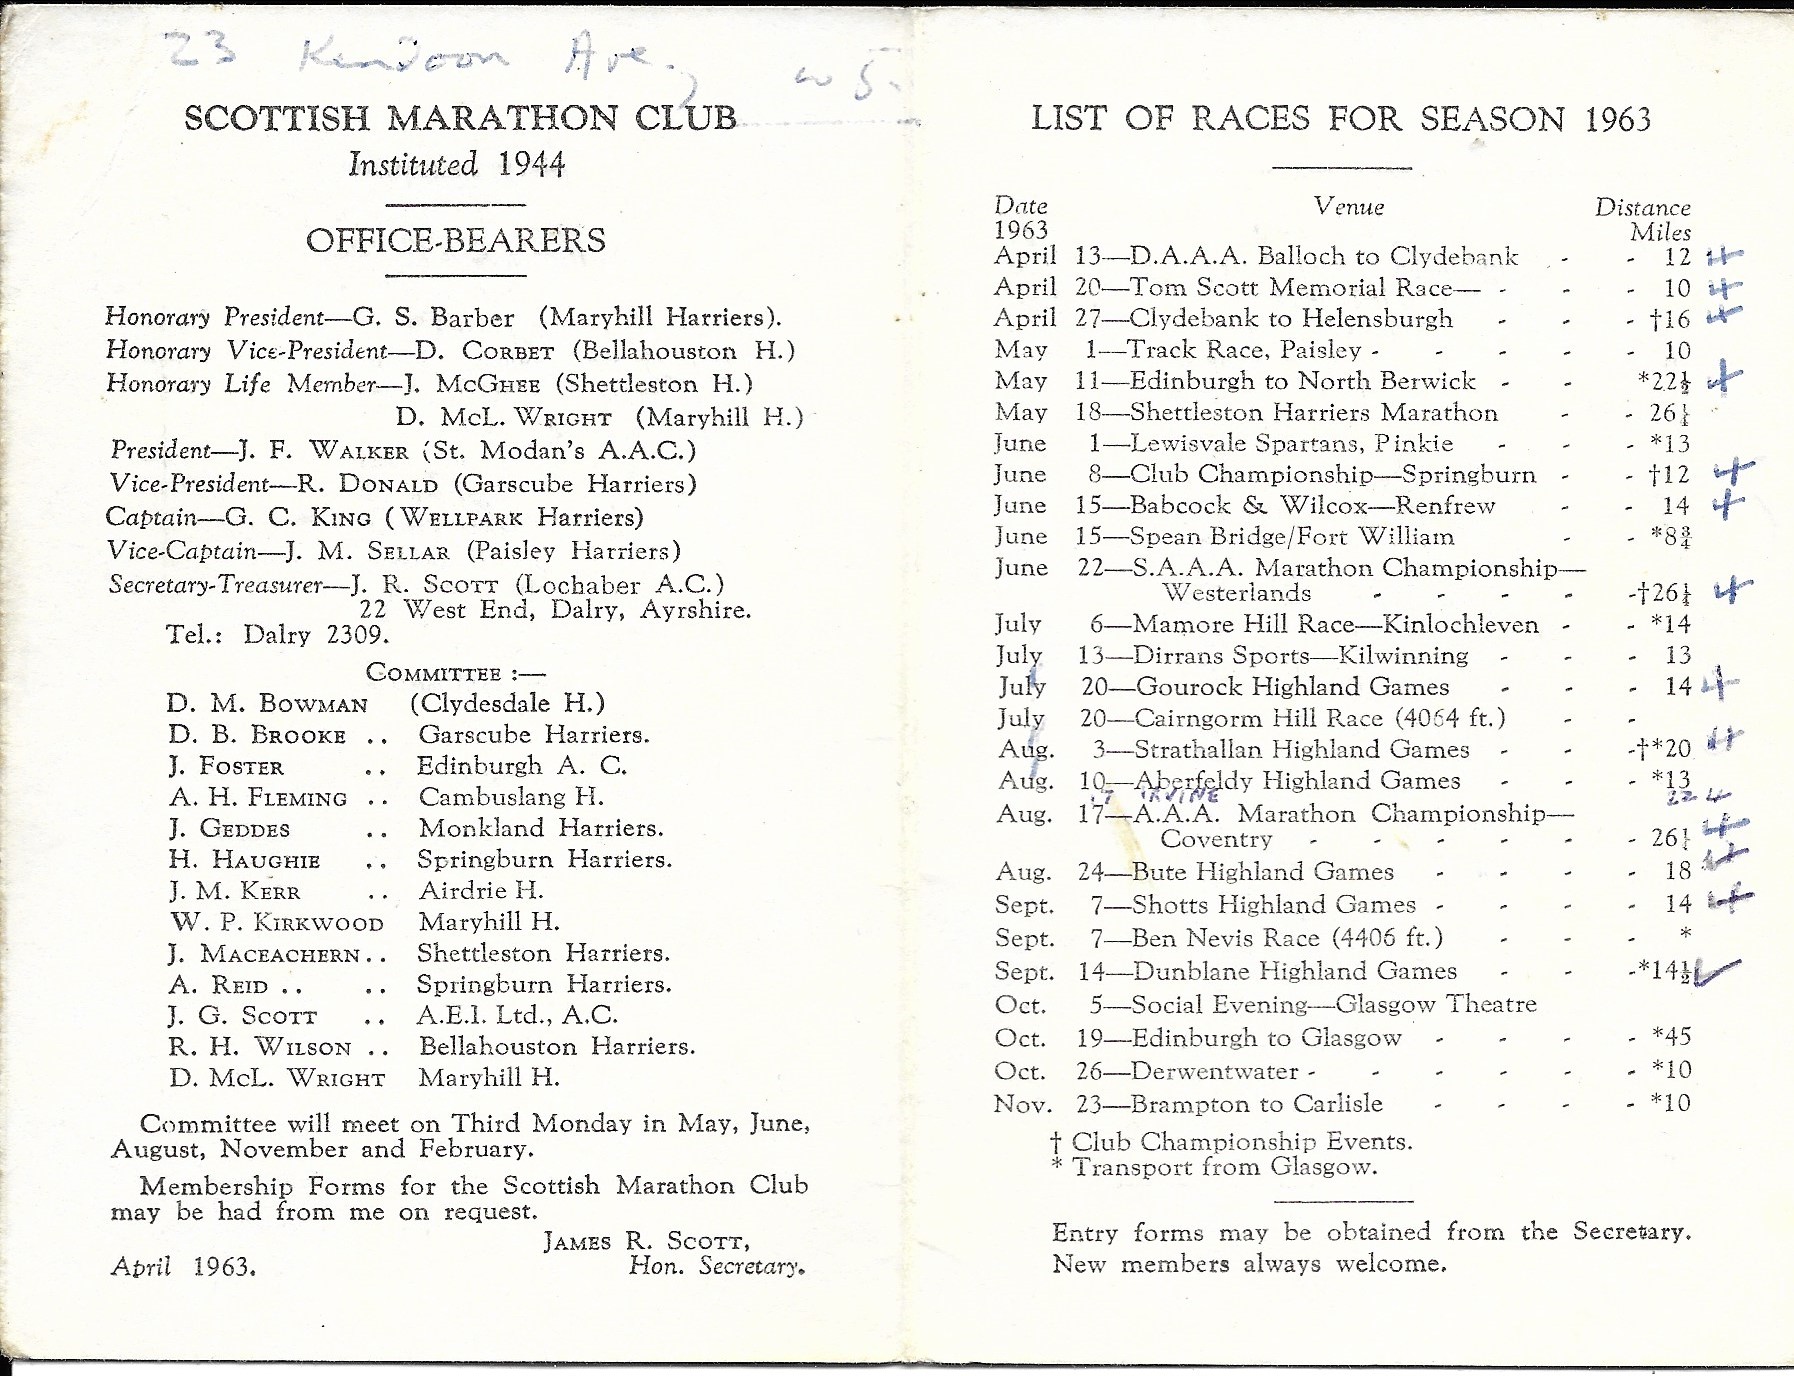 23 Kendoon Ave., W5.
SCOTTISH MARATHON CLUB
Instituted 1944
OFFICE-BEARERS
Honorary President—G. S. Barber (Maryhill Harriers).
Honorary Vice-President—D. CORBET (Bellahouston H.)
Honorary Life Member—J. MCGHEE (Shettleston H.)
D. MCL. WRIGHT (Maryhill H.)
President—J. F. WALKER (St. Modan's A.A.C.)
Vice-President—R. DONALD (Garscube Harriers)
Captain—G. C. KING (WELLPARK Harriers)
Vice-Captain—J. M. SELLAR (Paisley Harriers)
Secretary-Treasurer—J. R. SCOTT (Lochaber A.C.)
22 West End, Dalry, Ayrshire.
Tel.: Dalry 2309.
COMMITTEE :—
D. M. BOWMAN (Clydesdale H.)
D. B. BROOKE .. Garscube Harriers.
J. FOSTER .. Edinburgh A. C.
A. H. FLEMING .. Cambuslang H.
J. GEDDES .. Monkland Harriers.
H. HAUGHIE .. Springburn Harriers.
J. M. KERR .. Airdrie H.
W. P. KIRKWOOD Maryhill H.
J. MACEACHERN .. Shettleston Harriers.
A. REID .. .. Springburn Harriers.
J. G. SCOTT .. A.E.I. Ltd., A.C.
R. H. WILSON .. Bellahouston Harriers.
D. MCL. WRIGHT Maryhill H.
Committee will meet on Third Monday in May, June,
August, November and February.
Membership Forms for the Scottish Marathon Club
may be had from me on request.
JAMES R. SCOTT,
April 1963. Hon. Secretary.
LIST OF RACES FOR SEASON 1963
Date Venue Distance
1963 Miles
April 13—D.A.A.A. Balloch to Clydebank - - 12
April 20—Tom Scott Memorial Race— - - - 10
April 27—Clydebank to Helensburgh - - - †16
May 1—Track Race, Paisley - - - - - 10
May 11—Edinburgh to North Berwick - - *22½
May 18—Shettleston Harriers Marathon - - 26¼
June 1—Lewisvale Spartans, Pinkie - - - *13
June 8—Club Championship—Springburn - - †12
June 15—Babcock & Wilcox—Renfrew - - 14
June 15—Spean Bridge/Fort William - - *8¾
June 22—S.A.A.A. Marathon Championship—
Westerlands - - - - -†26¼
July 6—Mamore Hill Race—Kinlochleven - - *14
July 13—Dirrans Sports—Kilwinning - - - 13
July 20—Gourock Highland Games - - - 14
July 20—Cairngorm Hill Race (4064 ft.) - -
Aug. 3—Strathallan Highland Games - - -†*20
Aug. 10—Aberfeldy Highland Games - - - *13
17 IRVINE 22
Aug. 17—A.A.A. Marathon Championship—
Coventry - - - - - - 26¼
Aug. 24—Bute Highland Games - - - - 18
Sept. 7—Shotts Highland Games - - - - 14
Sept. 7—Ben Nevis Race (4406 ft.) - - - *
Sept. 14—Dunblane Highland Games - - -*14½
Oct. 5—Social Evening—Glasgow Theatre
Oct. 19—Edinburgh to Glasgow - - - - *45
Oct. 26—Derwentwater - - - - - - *10
Nov. 23—Brampton to Carlisle - - - - *10
† Club Championship Events.
* Transport from Glasgow.
Entry forms may be obtained from the Secretary.
New members always welcome.